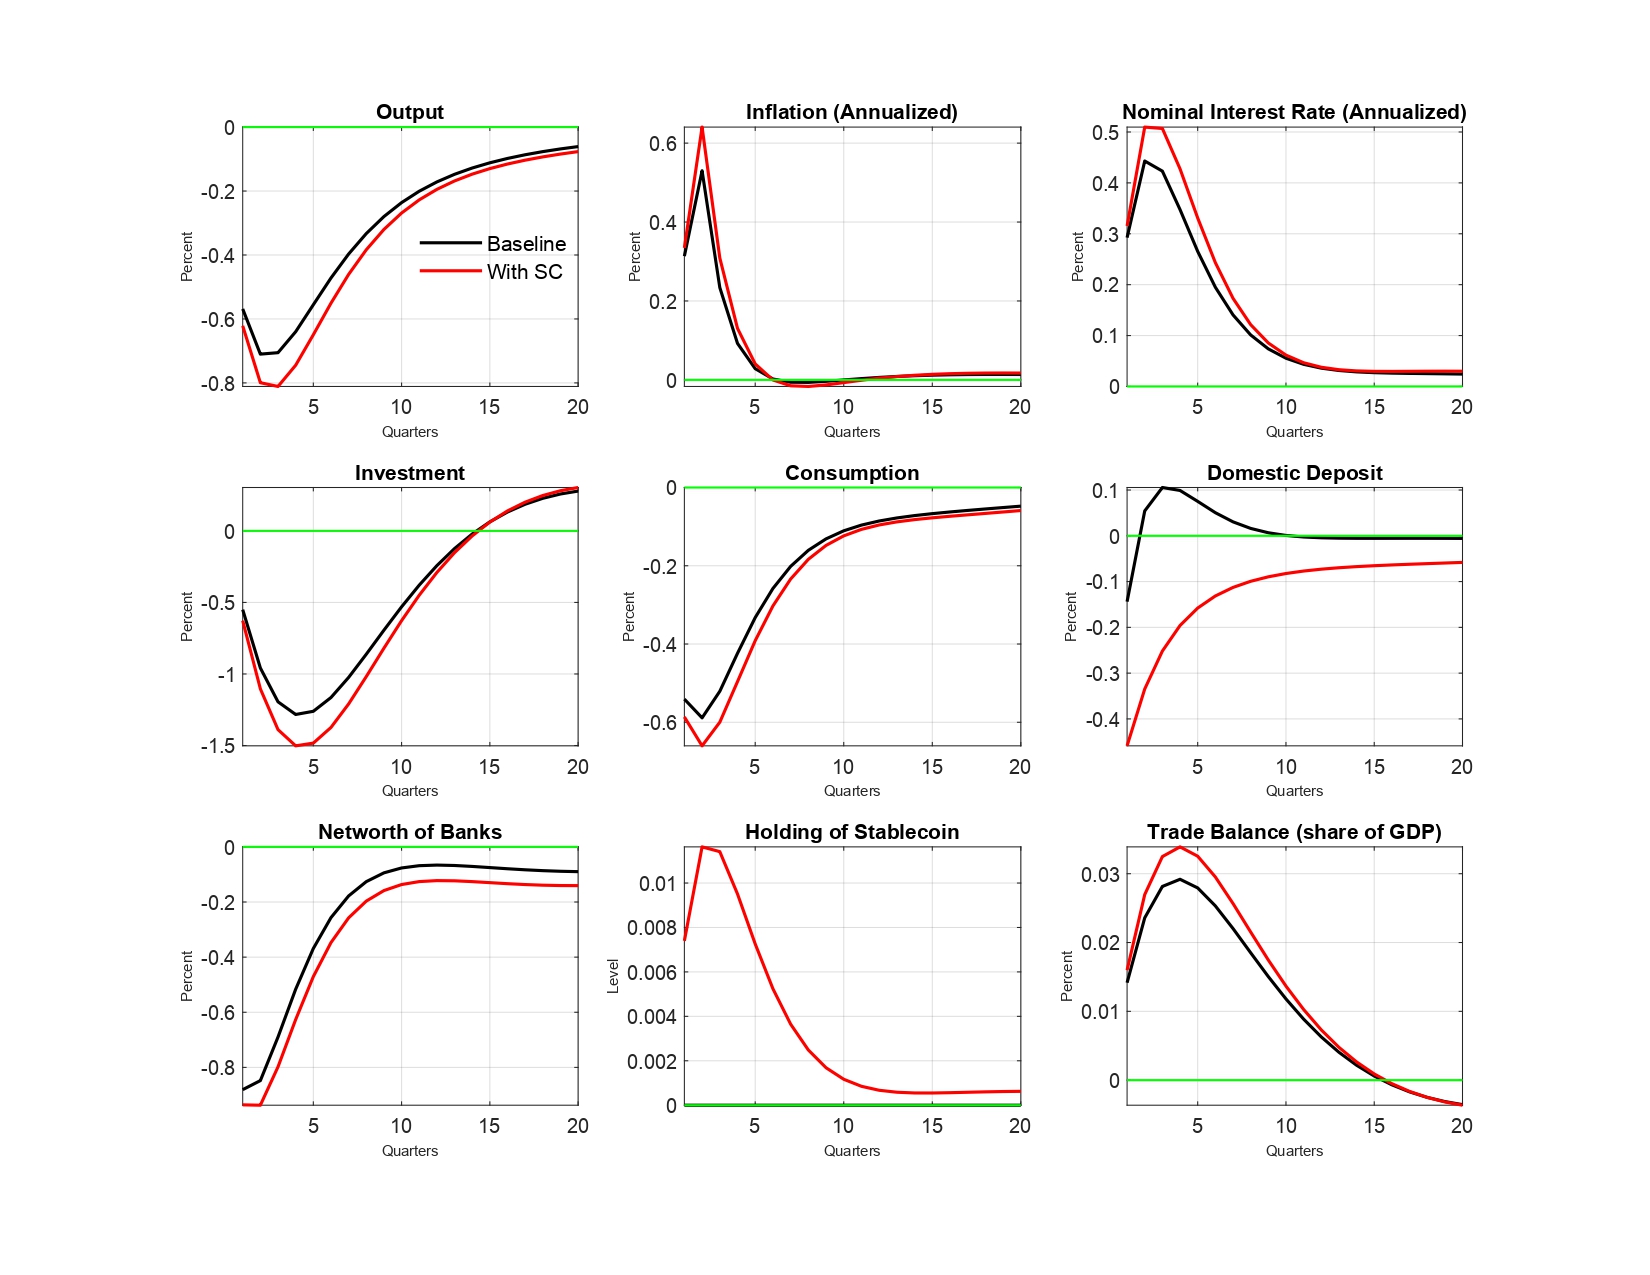 Output
Percent
0
-0.2
-0.4
-0.6
-0.8
Baseline
With SC
5 10 15 20
Quarters
Inflation (Annualized)
Percent
0.6
0.4
0.2
0
5 10 15 20
Quarters
Nominal Interest Rate (Annualized)
Percent
0.5
0.4
0.3
0.2
0.1
0
5 10 15 20
Quarters
Investment
Percent
0
-0.5
-1
-1.5
5 10 15 20
Quarters
Consumption
Percent
0
-0.2
-0.4
-0.6
5 10 15 20
Quarters
Domestic Deposit
Percent
0.1
0
-0.1
-0.2
-0.3
-0.4
5 10 15 20
Quarters
Networth of Banks
Percent
0
-0.2
-0.4
-0.6
-0.8
5 10 15 20
Quarters
Holding of Stablecoin
Level
0.01
0.008
0.006
0.004
0.002
0
5 10 15 20
Quarters
Trade Balance (share of GDP)
Percent
0.03
0.02
0.01
0
5 10 15 20
Quarters